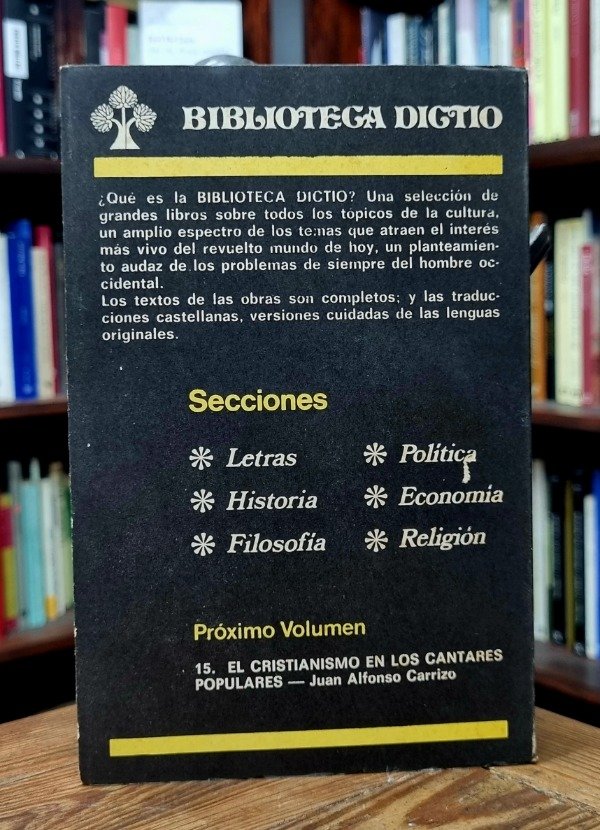 BIBLIOTECA DICTIO
¿Qué es la BIBLIOTECA DICTIO? Una selección de
grandes libros sobre todos los tópicos de la cultura,
un amplio espectro de los temas que atraen el interés
más vivo del revuelto mundo de hoy, un planteamien-
to audaz de los problemas de siempre del hombre oc-
cidental.
Los textos de las obras son completos; y las traduc-
ciones castellanas, versiones cuidadas de las lenguas
originales.
Secciones
Letras
Política
Historia
Economía
Filosofía
Religión
Próximo Volumen
15. EL CRISTIANISMO EN LOS CANTARES
POPULARES — Juan Alfonso Carrizo